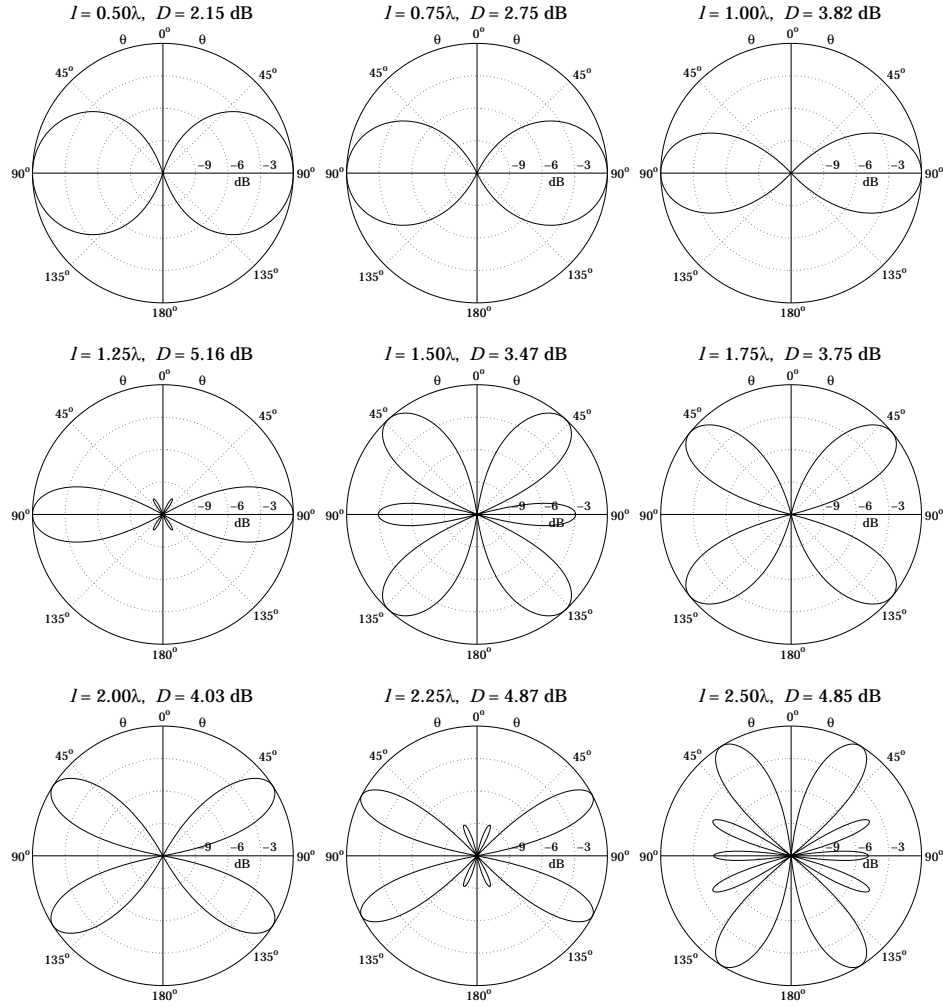 l = 0.50λ, D = 2.15 dB
l = 0.75λ, D = 2.75 dB
l = 1.00λ, D = 3.82 dB
θ 0° θ
θ 0° θ
θ 0° θ
45° 45°
45° 45°
45° 45°
90° −9 −6 −3 90°
dB
90° −9 −6 −3 90°
dB
90° −9 −6 −3 90°
dB
135° 135°
135° 135°
135° 135°
180°
180°
180°
l = 1.25λ, D = 5.16 dB
l = 1.50λ, D = 3.47 dB
l = 1.75λ, D = 3.75 dB
θ 0° θ
θ 0° θ
θ 0° θ
45° 45°
45° 45°
45° 45°
90° −9 −6 −3 90°
dB
90° −9 −6 −3 90°
dB
90° −9 −6 −3 90°
dB
135° 135°
135° 135°
135° 135°
180°
180°
180°
l = 2.00λ, D = 4.03 dB
l = 2.25λ, D = 4.87 dB
l = 2.50λ, D = 4.85 dB
θ 0° θ
θ 0° θ
θ 0° θ
45° 45°
45° 45°
45° 45°
90° −9 −6 −3 90°
dB
90° −9 −6 −3 90°
dB
90° −9 −6 −3 90°
dB
135° 135°
135° 135°
135° 135°
180°
180°
180°